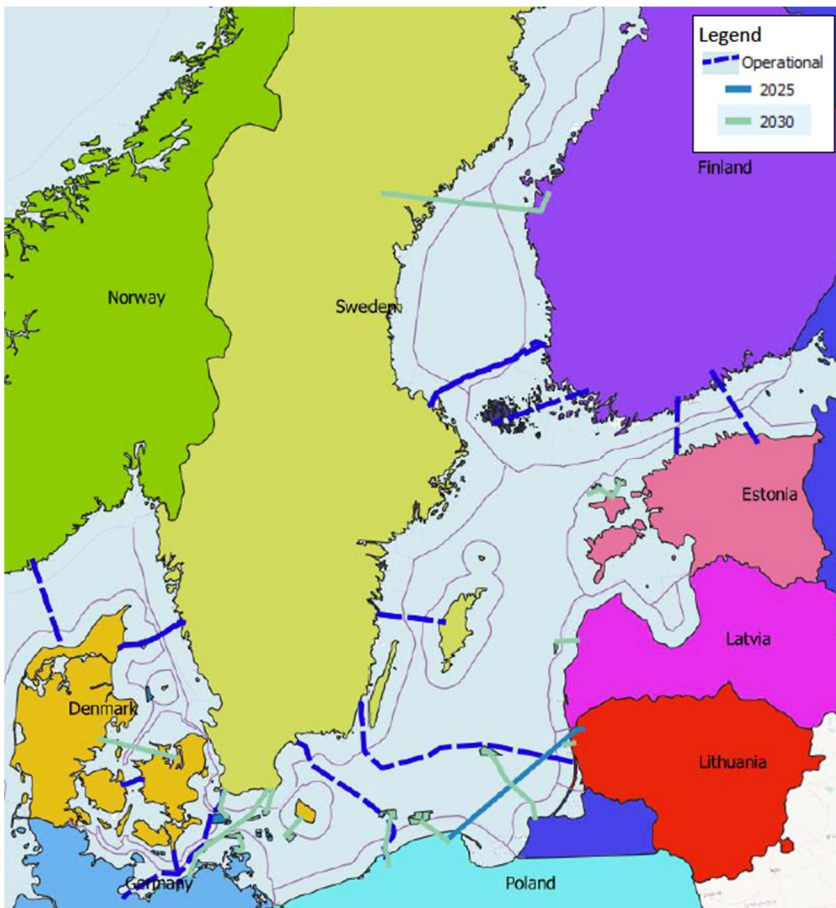 Legend
Operational
2025
2030
Finland
Norway
Sweden
Estonia
Latvia
Denmark
Lithuania
Germany
Poland